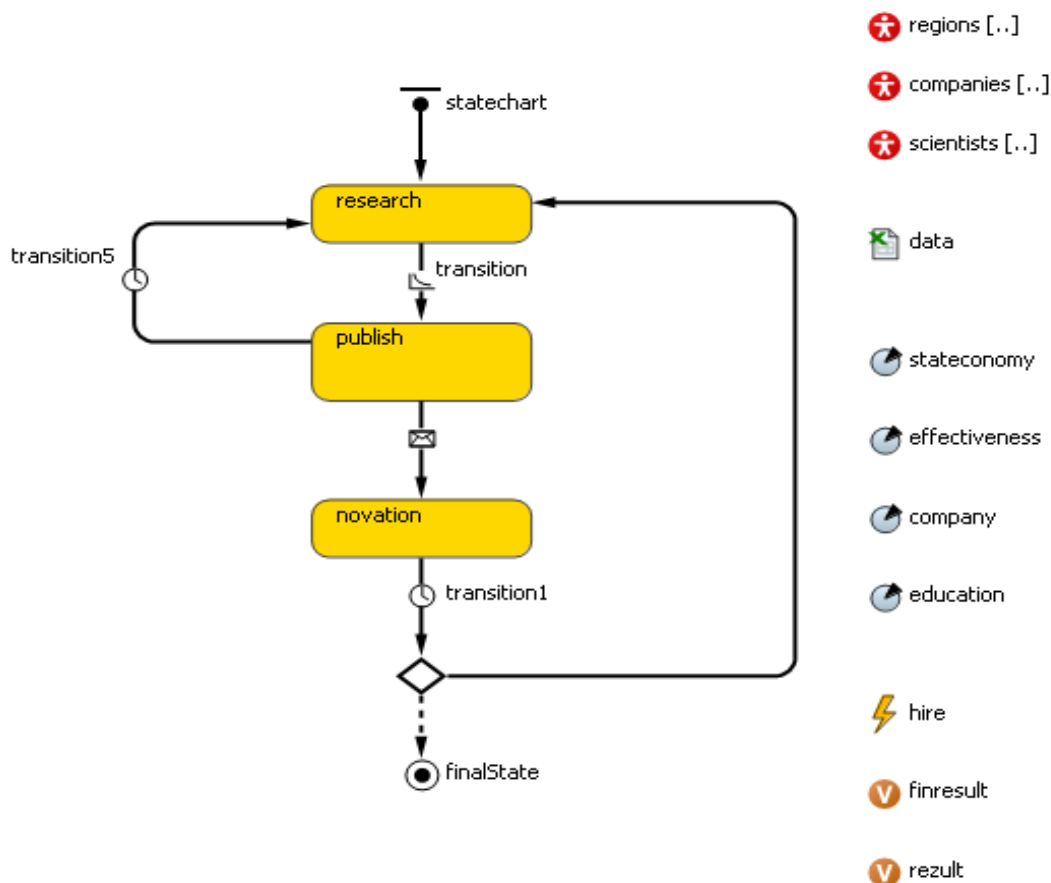 statechart
research
transition5
transition
publish
novation
transition1
finalState
regions [..]
companies [..]
scientists [..]
data
stateconomy
effectiveness
company
education
hire
V finresult
V rezult